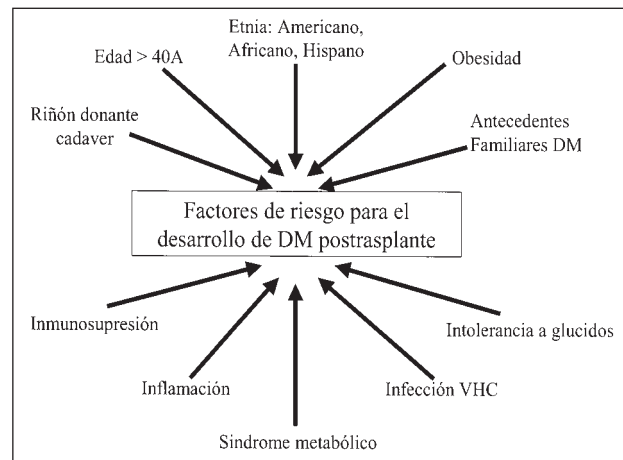 Etnia: Americano,
Africano, Hispano
Edad > 40A
Obesidad
Riñón donante
cadaver
Antecedentes
Familiares DM
Factores de riesgo para el
desarrollo de DM postrasplante
Inmunosupresión
Intolerancia a glucidos
Inflamación
Infección VHC
Sindrome metabólico